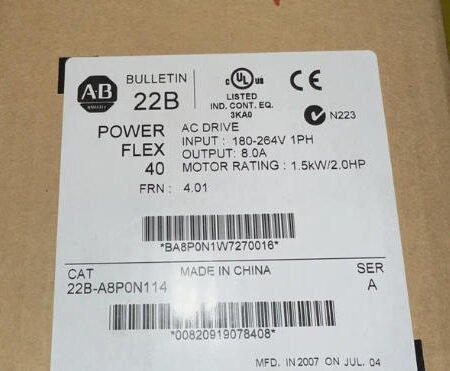 AB
BULLETIN
22B
C UL US
LISTED
IND. CONT. EQ.
3KA0
CE
N223
POWER
FLEX
40
AC DRIVE
INPUT : 180-264V 1PH
OUTPUT: 8.0A
MOTOR RATING : 1.5kW/2.0HP
FRN : 4.01
*BA8P0N1W7270016*
CAT
MADE IN CHINA
SER
22B-A8P0N114
A
*00820919078408*
MFD. IN 2007 ON JUL. 04